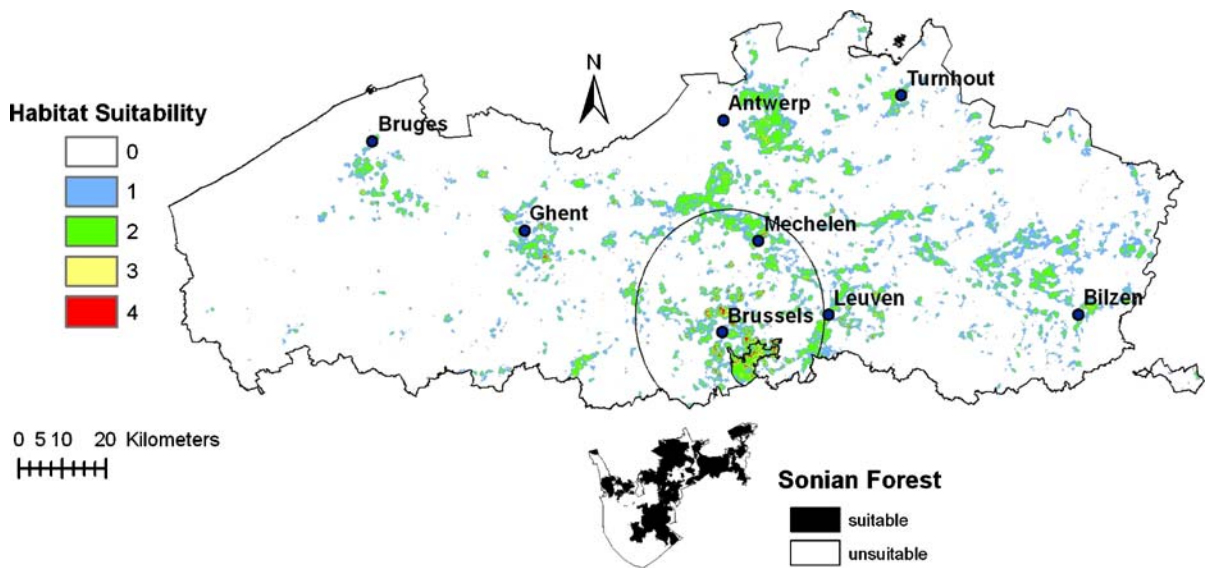 N
Turnhout
Antwerp
Habitat Suitability
Bruges
0
1
Ghent
2
Mechelen
3
4
Leuven
Bilzen
Brussels
0 5 10 20 Kilometers
Sonian Forest
suitable
unsuitable